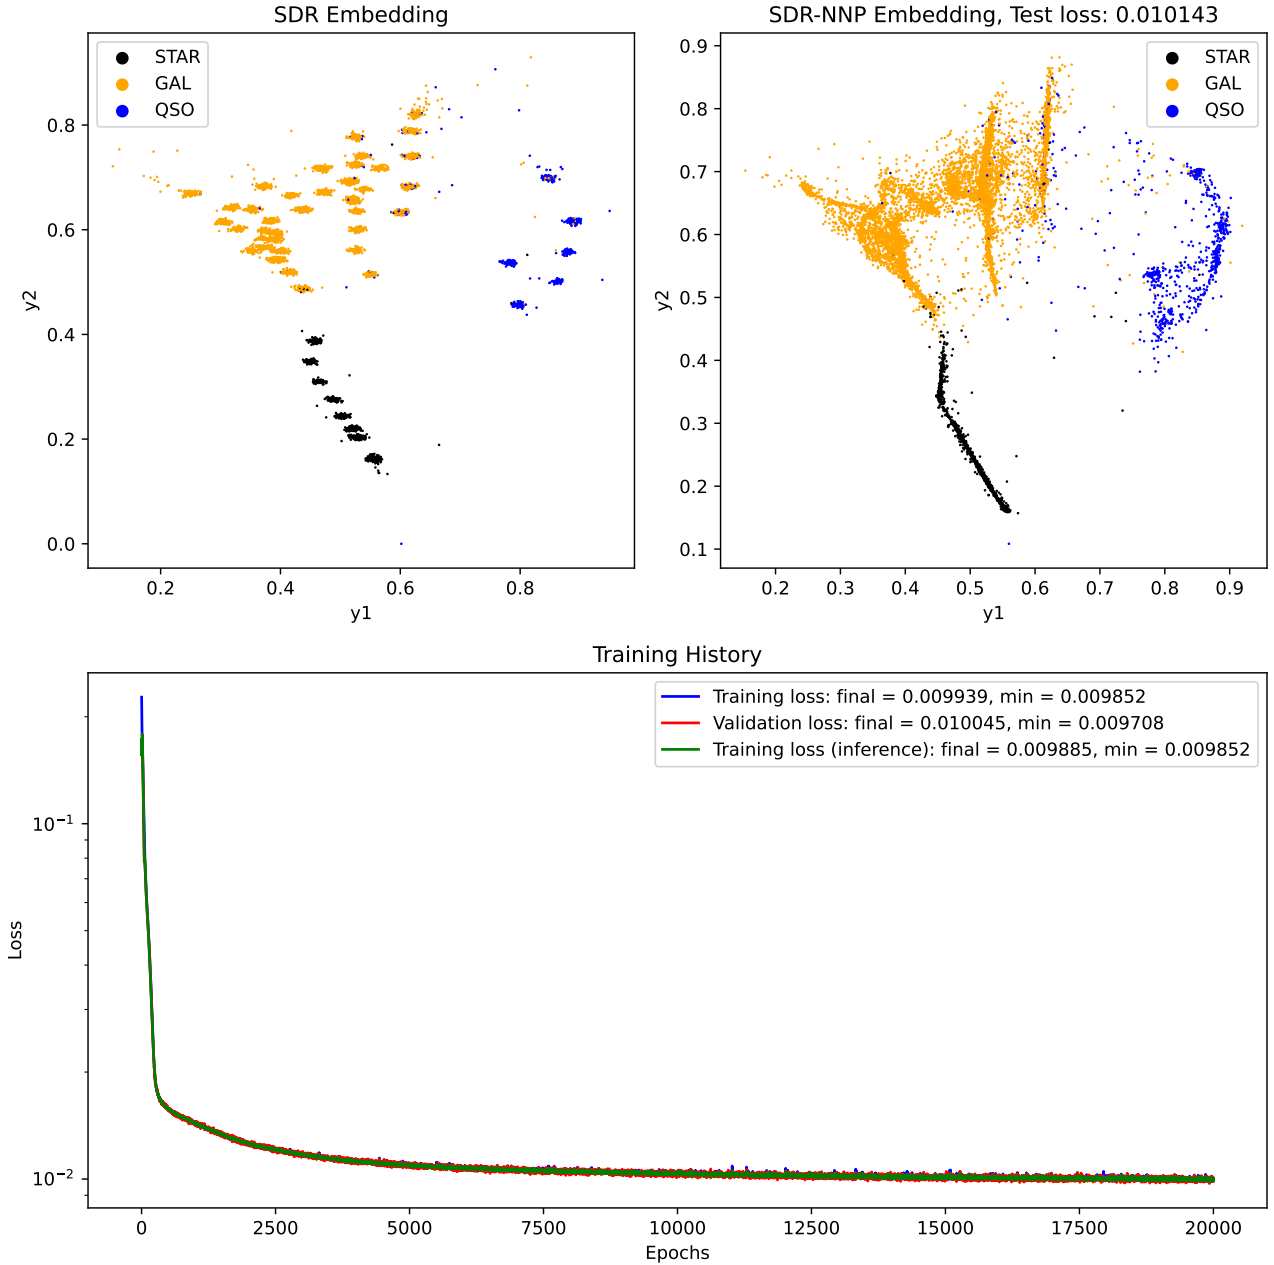 SDR Embedding
STAR
GAL
QSO
0.8
0.6
0.4
0.2
0.0
y2
0.2 0.4 0.6 0.8
y1
SDR-NNP Embedding, Test loss: 0.010143
STAR
GAL
QSO
0.9
0.8
0.7
0.6
0.5
0.4
0.3
0.2
0.1
y2
0.2 0.3 0.4 0.5 0.6 0.7 0.8 0.9
y1
Training History
Training loss: final = 0.009939, min = 0.009852
Validation loss: final = 0.010045, min = 0.009708
Training loss (inference): final = 0.009885, min = 0.009852
10⁻¹
10⁻²
Loss
0 2500 5000 7500 10000 12500 15000 17500 20000
Epochs